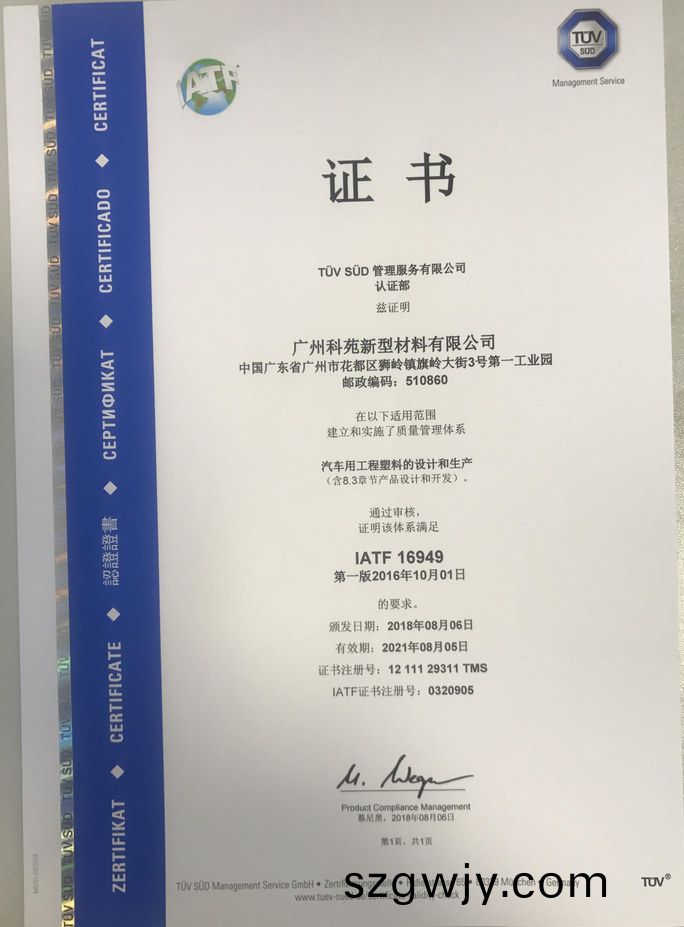 IATF
TÜV
SÜD
Management Service
证书
TÜV SÜD 管理服务有限公司
认证部
兹证明
广州科苑新型材料有限公司
中国广东省广州市花都区狮岭镇旗岭大街3号第一工业园
邮政编码：510860
在以下适用范围
建立和实施了质量管理体系
汽车用工程塑料的设计和生产
（含8.3章节产品设计和开发）。
通过审核，
证明该体系满足
IATF 16949
第一版2016年10月01日
的要求。
颁发日期：2018年08月06日
有效期：2021年08月05日
证书注册号：12 111 29311 TMS
IATF证书注册号：0320905
Product Compliance Management
慕尼黑，2018年08月06日
第1页，共1页
TÜV SÜD Management Service GmbH • München • Germany
TÜV®
szgwjy.com
ZERTIFIKAT ◆ CERTIFICATE ◆ 認證證書 ◆ СЕРТИФИКАТ ◆ CERTIFICADO ◆ CERTIFICAT